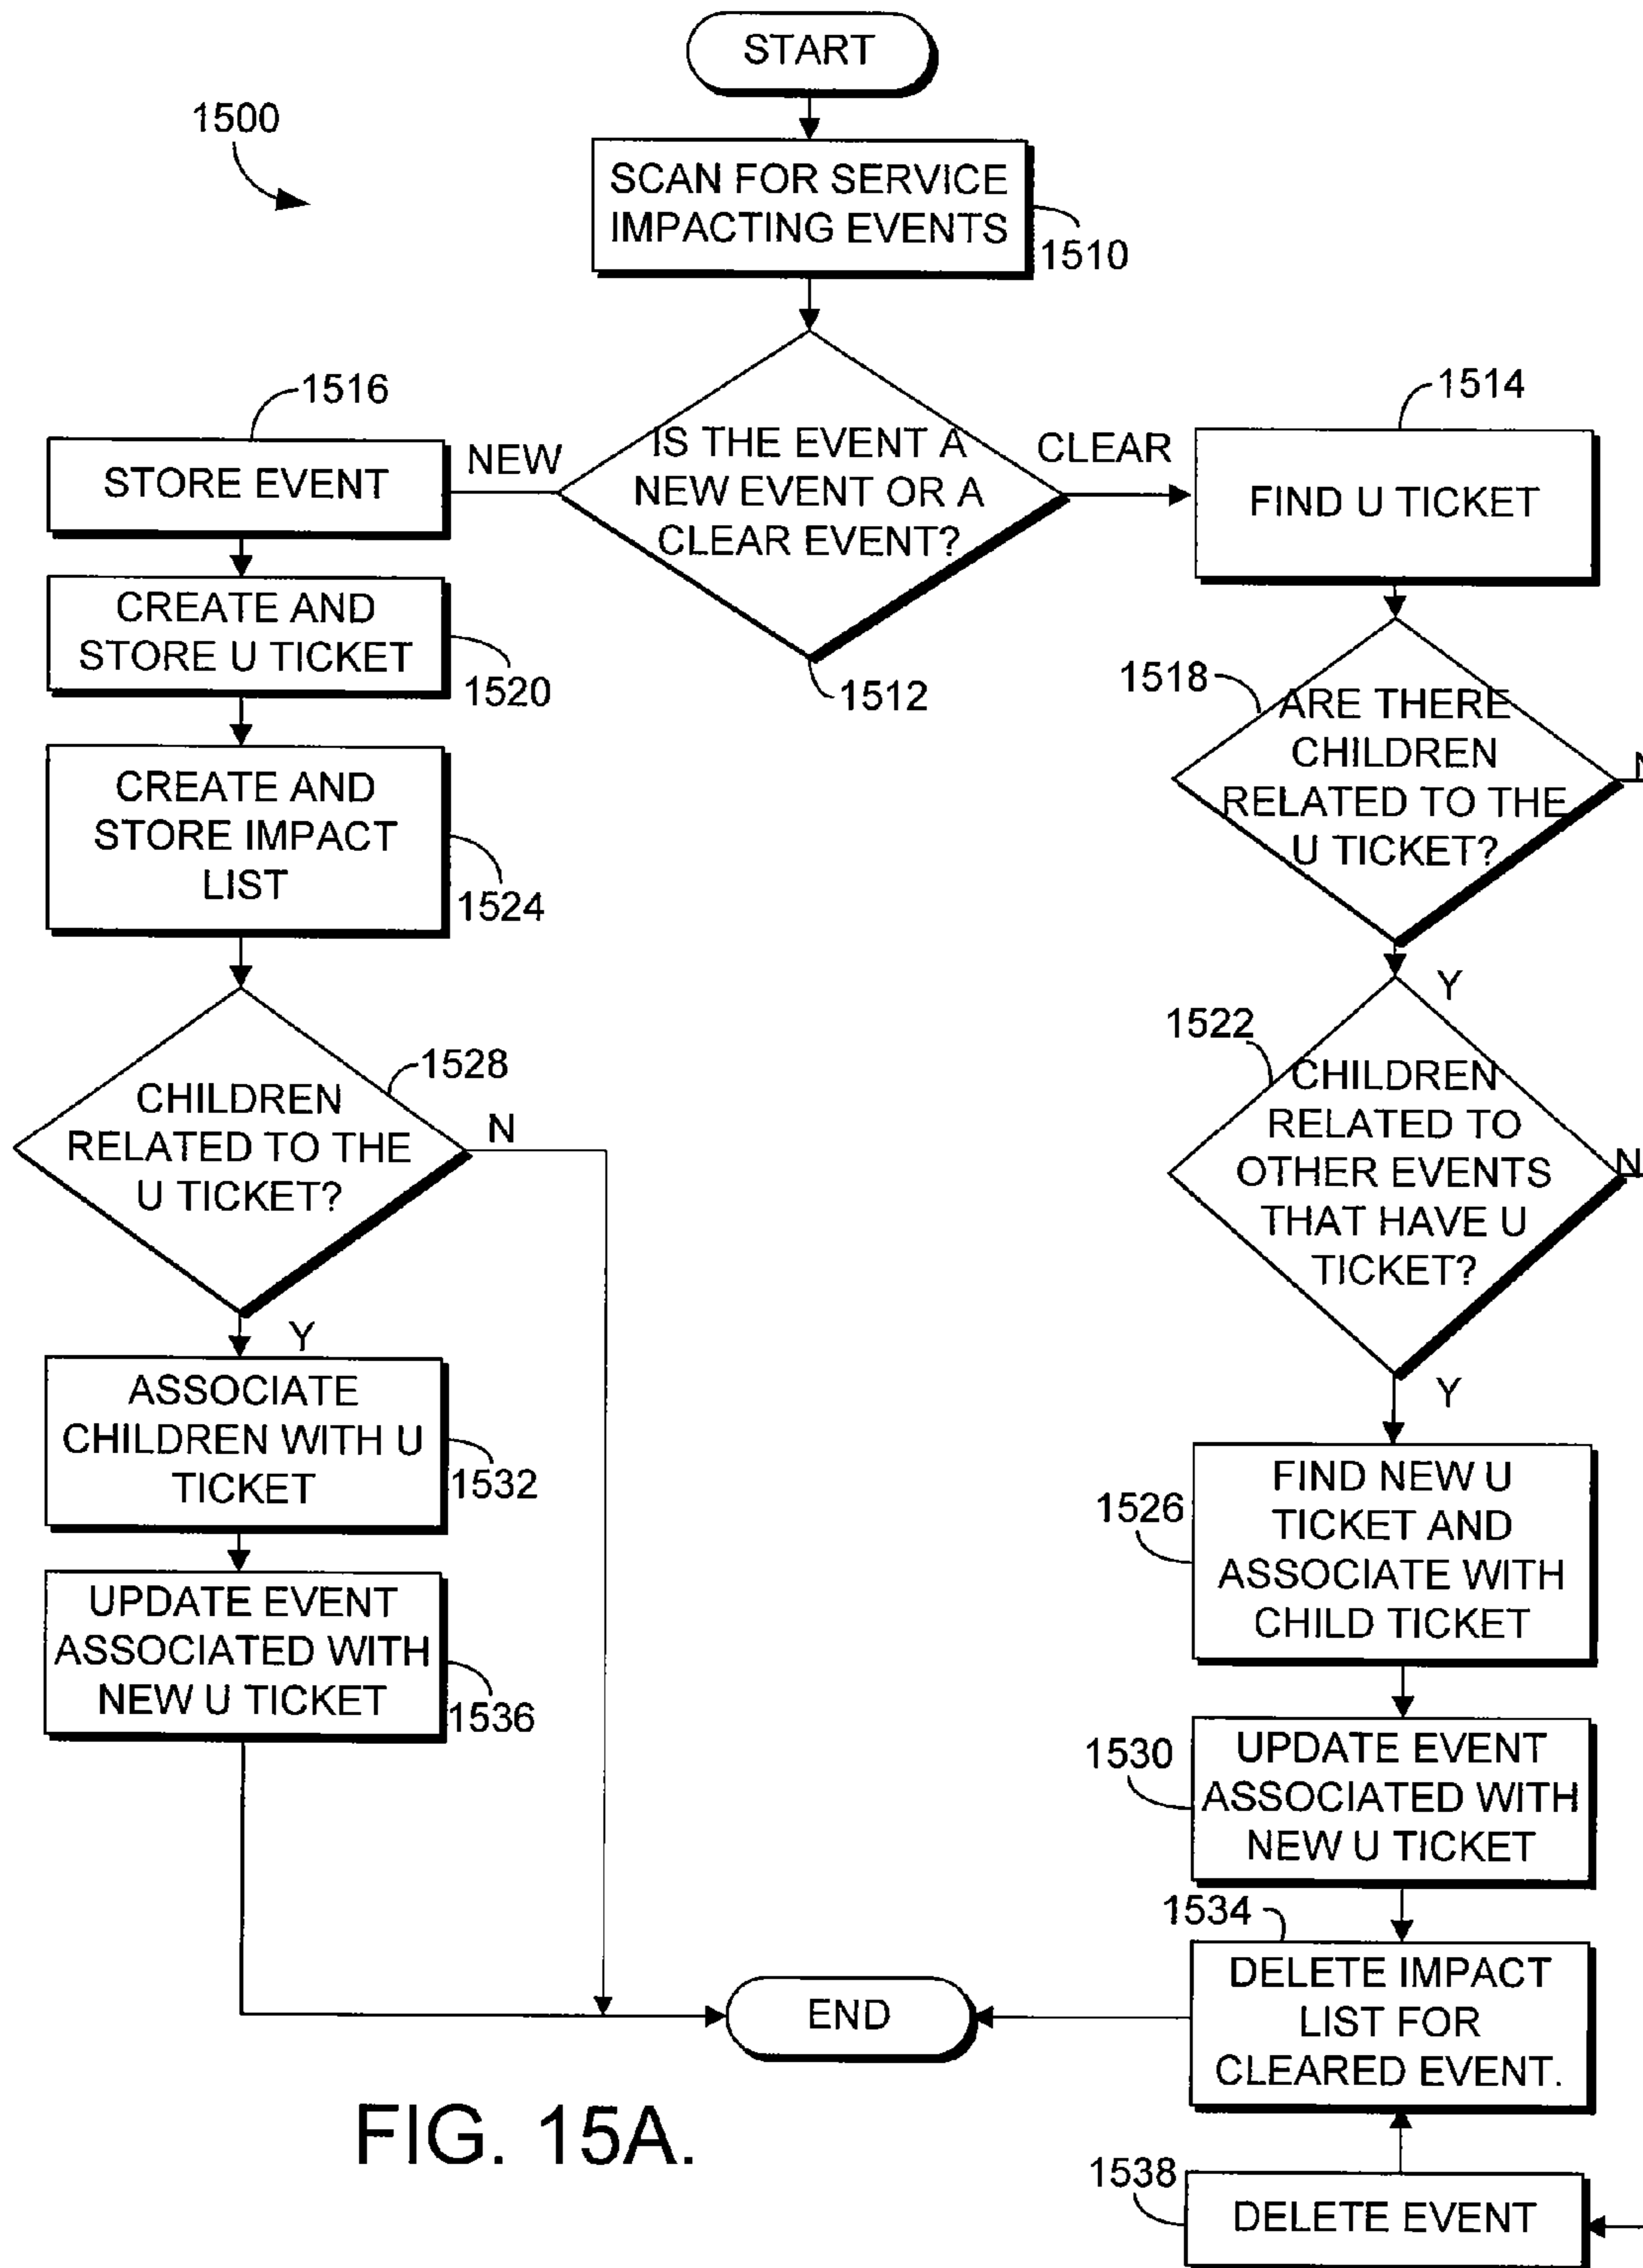 START
1500
SCAN FOR SERVICE
IMPACTING EVENTS
1510
IS THE EVENT A
NEW EVENT OR A
CLEAR EVENT?
1512
NEW
CLEAR
1516
STORE EVENT
CREATE AND
STORE U TICKET
1520
CREATE AND
STORE IMPACT
LIST
1524
CHILDREN
RELATED TO THE
U TICKET?
1528
N
Y
ASSOCIATE
CHILDREN WITH U
TICKET
1532
UPDATE EVENT
ASSOCIATED WITH
NEW U TICKET
1536
1514
FIND U TICKET
1518
ARE THERE
CHILDREN
RELATED TO THE
U TICKET?
N
Y
1522
CHILDREN
RELATED TO
OTHER EVENTS
THAT HAVE U
TICKET?
N
Y
1526
FIND NEW U
TICKET AND
ASSOCIATE WITH
CHILD TICKET
1530
UPDATE EVENT
ASSOCIATED WITH
NEW U TICKET
1534
DELETE IMPACT
LIST FOR
CLEARED EVENT.
END
1538
DELETE EVENT
FIG. 15A.